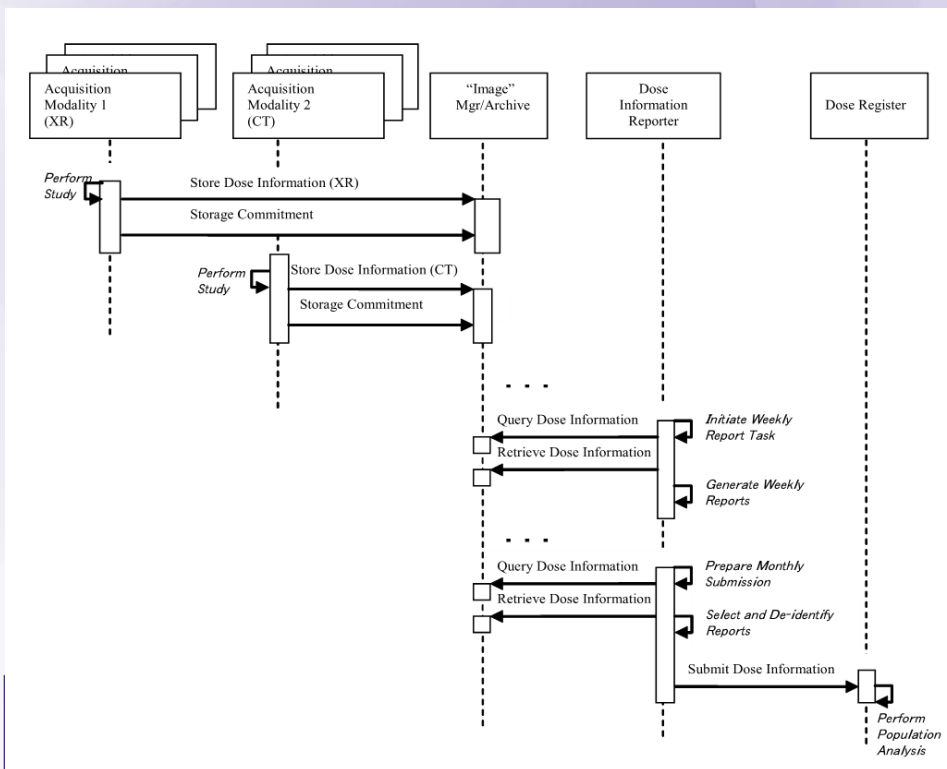 Acquisition
Acquisition
Modality 1
(XR)
Acquisition
Acquisition
Modality 2
(CT)
“Image”
Mgr/Archive
Dose
Information
Reporter
Dose Register
Perform
Study
Store Dose Information (XR)
Storage Commitment
Perform
Study
Store Dose Information (CT)
Storage Commitment
. . .
Query Dose Information
Initiate Weekly
Report Task
Retrieve Dose Information
Generate Weekly
Reports
. . .
Query Dose Information
Prepare Monthly
Submission
Retrieve Dose Information
Select and De-identify
Reports
Submit Dose Information
Perform
Population
Analysis